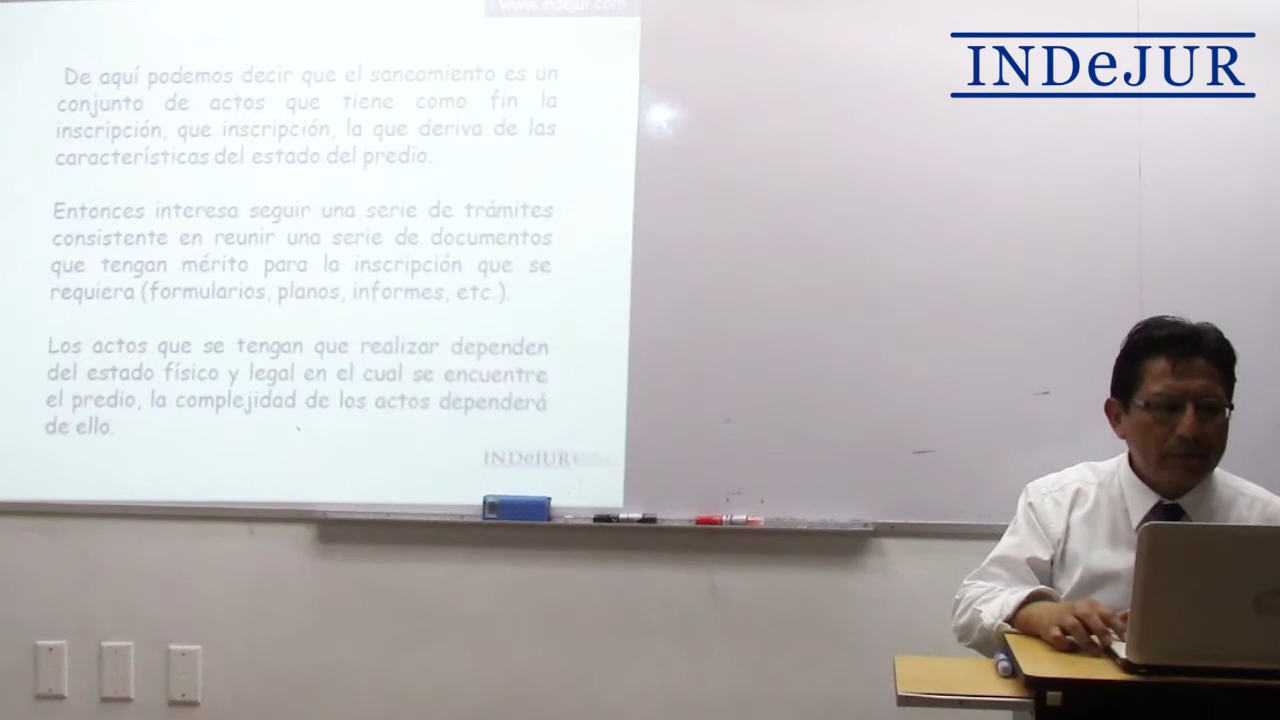 www.indejur.com
INDeJUR
De aquí podemos decir que el saneamiento es un
conjunto de actos que tiene como fin la
inscripción, que inscripción, la que deriva de las
características del estado del predio.
Entonces interesa seguir una serie de trámites
consistente en reunir una serie de documentos
que tengan mérito para la inscripción que se
requiera (formularios, planos, informes, etc.).
Los actos que se tengan que realizar dependen
del estado físico y legal en el cual se encuentre
el predio, la complejidad de los actos dependerá
de ello.
INDeJUR